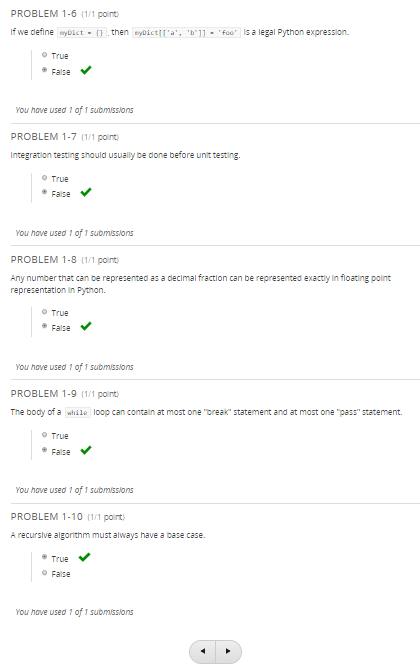 PROBLEM 1-6 (1/1 point)
If we define myDict = {}, then myDict[['a', 'b']] = 'foo' is a legal Python expression.
True
False
You have used 1 of 1 submissions
PROBLEM 1-7 (1/1 point)
Integration testing should usually be done before unit testing.
True
False
You have used 1 of 1 submissions
PROBLEM 1-8 (1/1 point)
Any number that can be represented as a decimal fraction can be represented exactly in floating point
representation in Python.
True
False
You have used 1 of 1 submissions
PROBLEM 1-9 (1/1 point)
The body of a while loop can contain at most one "break" statement and at most one "pass" statement.
True
False
You have used 1 of 1 submissions
PROBLEM 1-10 (1/1 point)
A recursive algorithm must always have a base case.
True
False
You have used 1 of 1 submissions